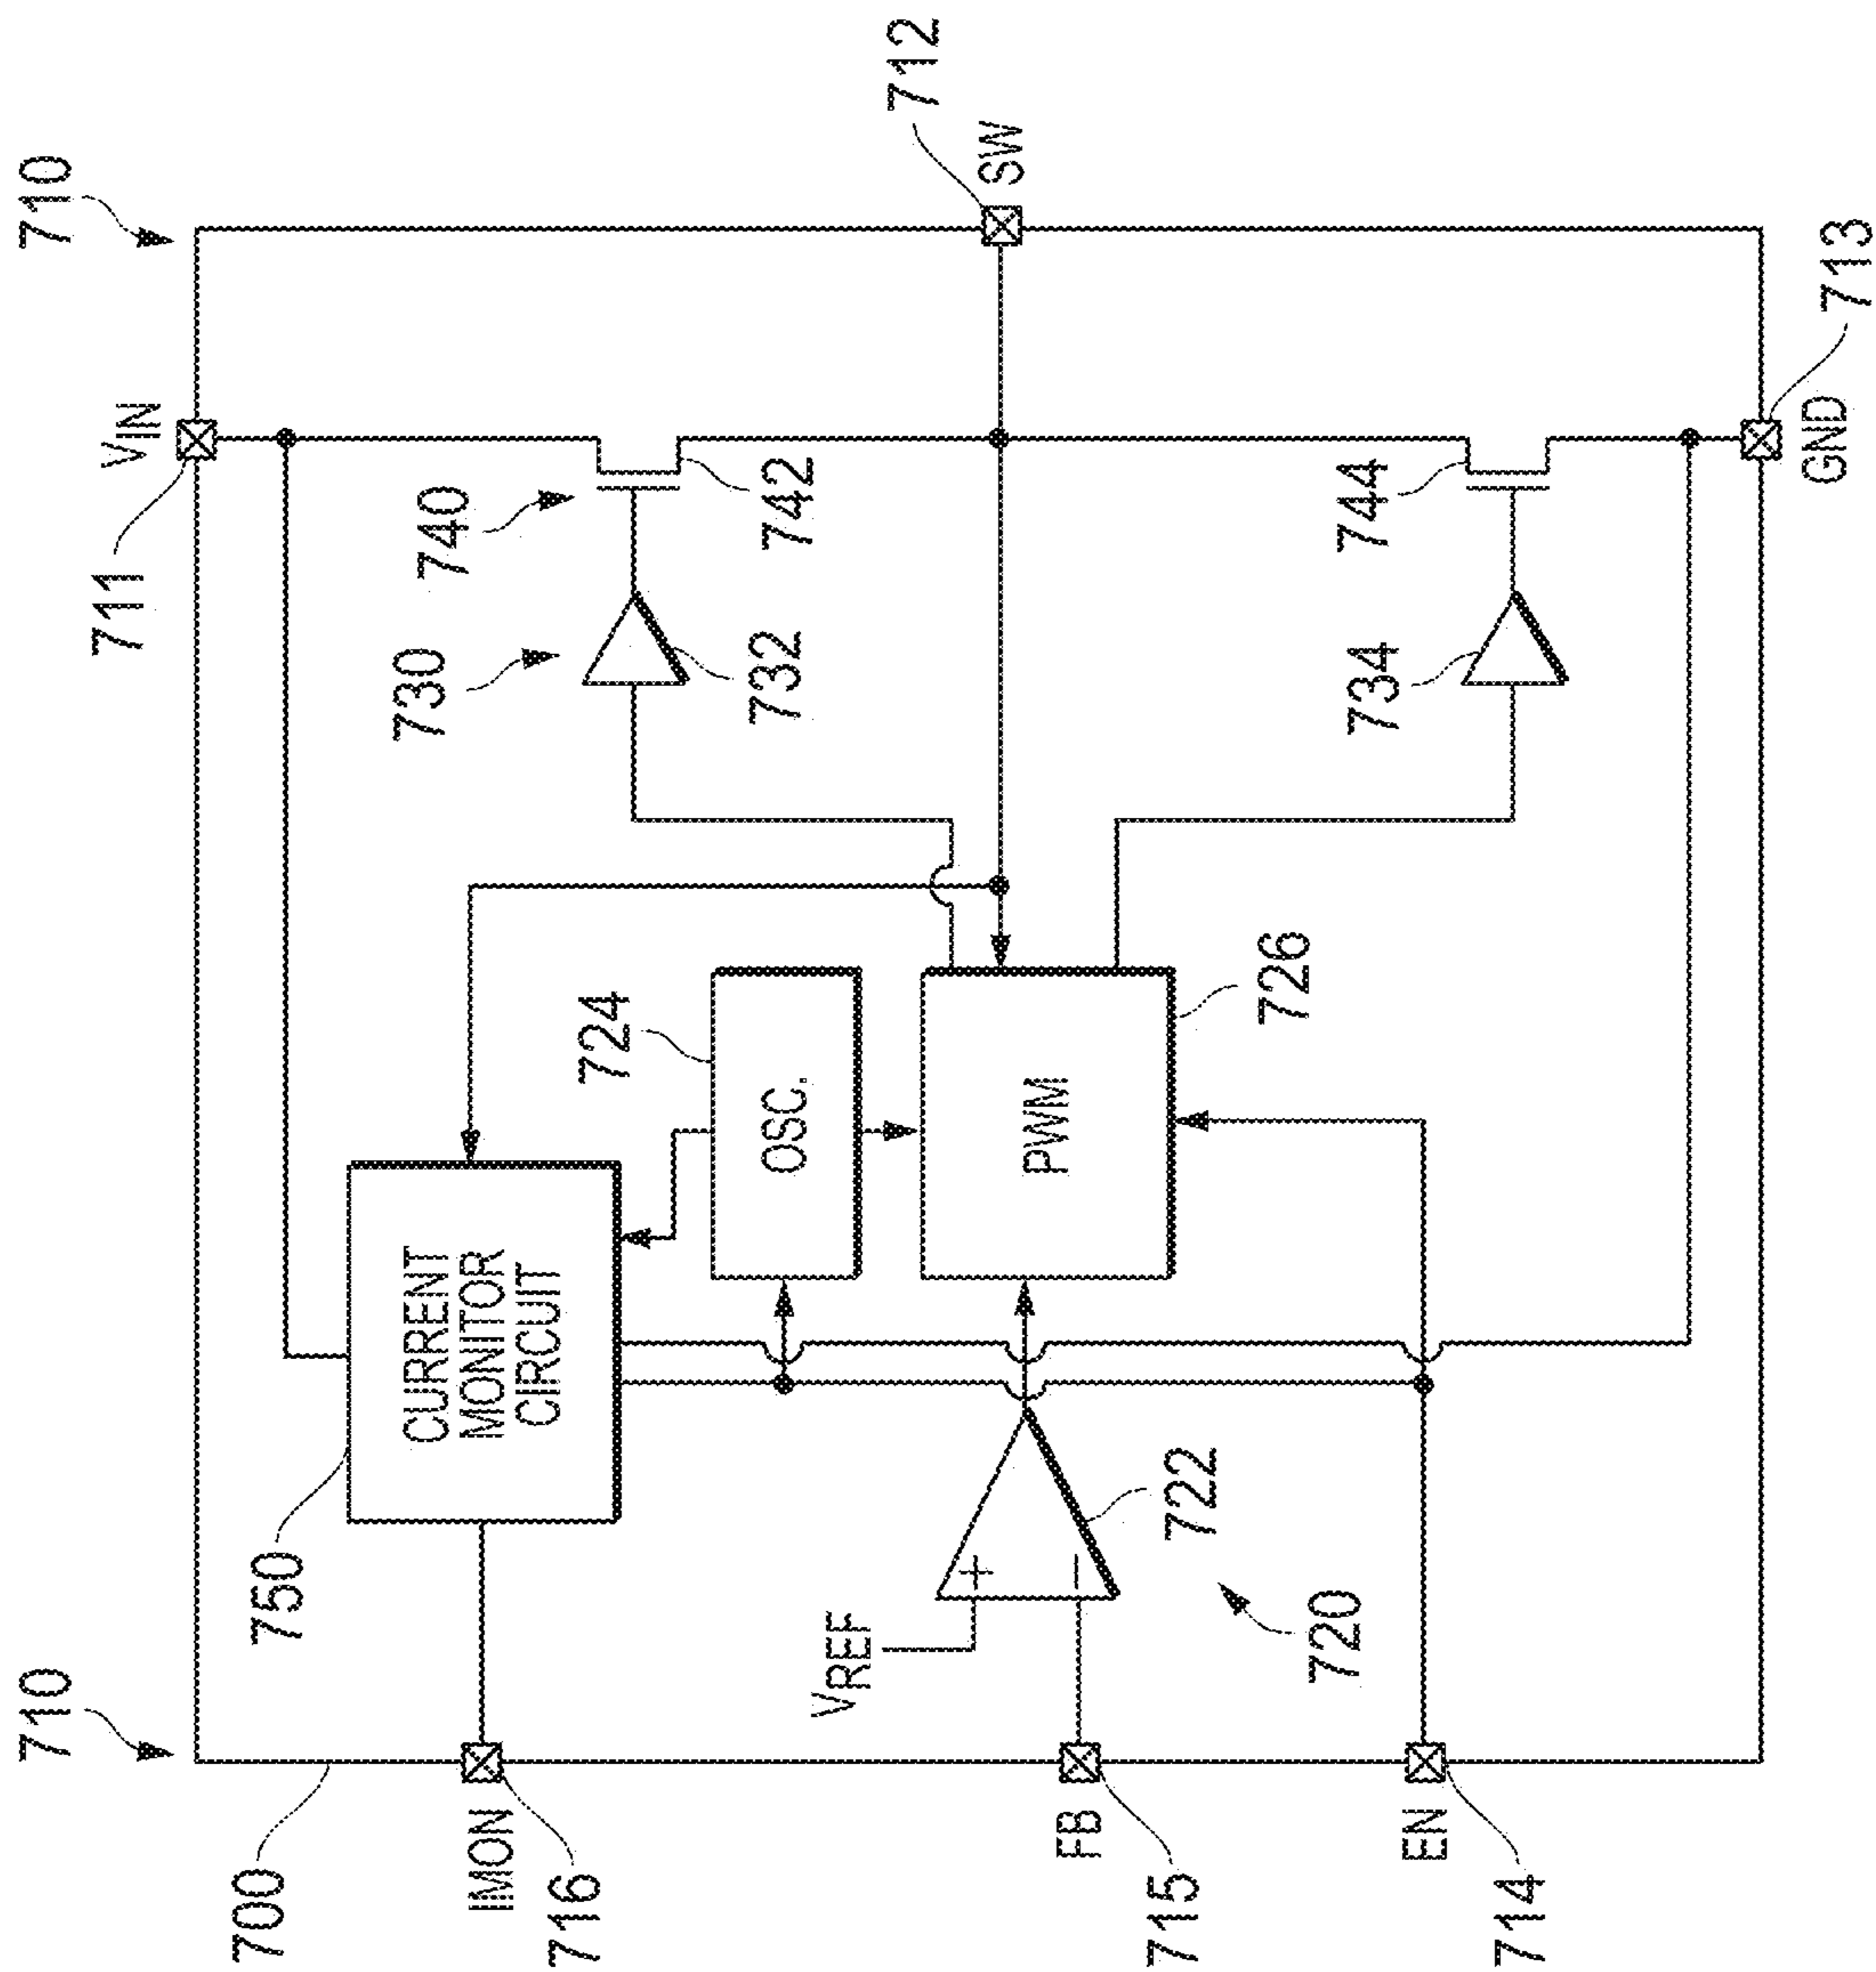 710
710
700
711
VIN
750
740
730
CURRENT
MONITOR
CIRCUIT
742
732
IMON
716
724
OSC.
712
SW
VREF
+
−
PWM
FB
715
722
726
720
744
734
EN
714
GND
713